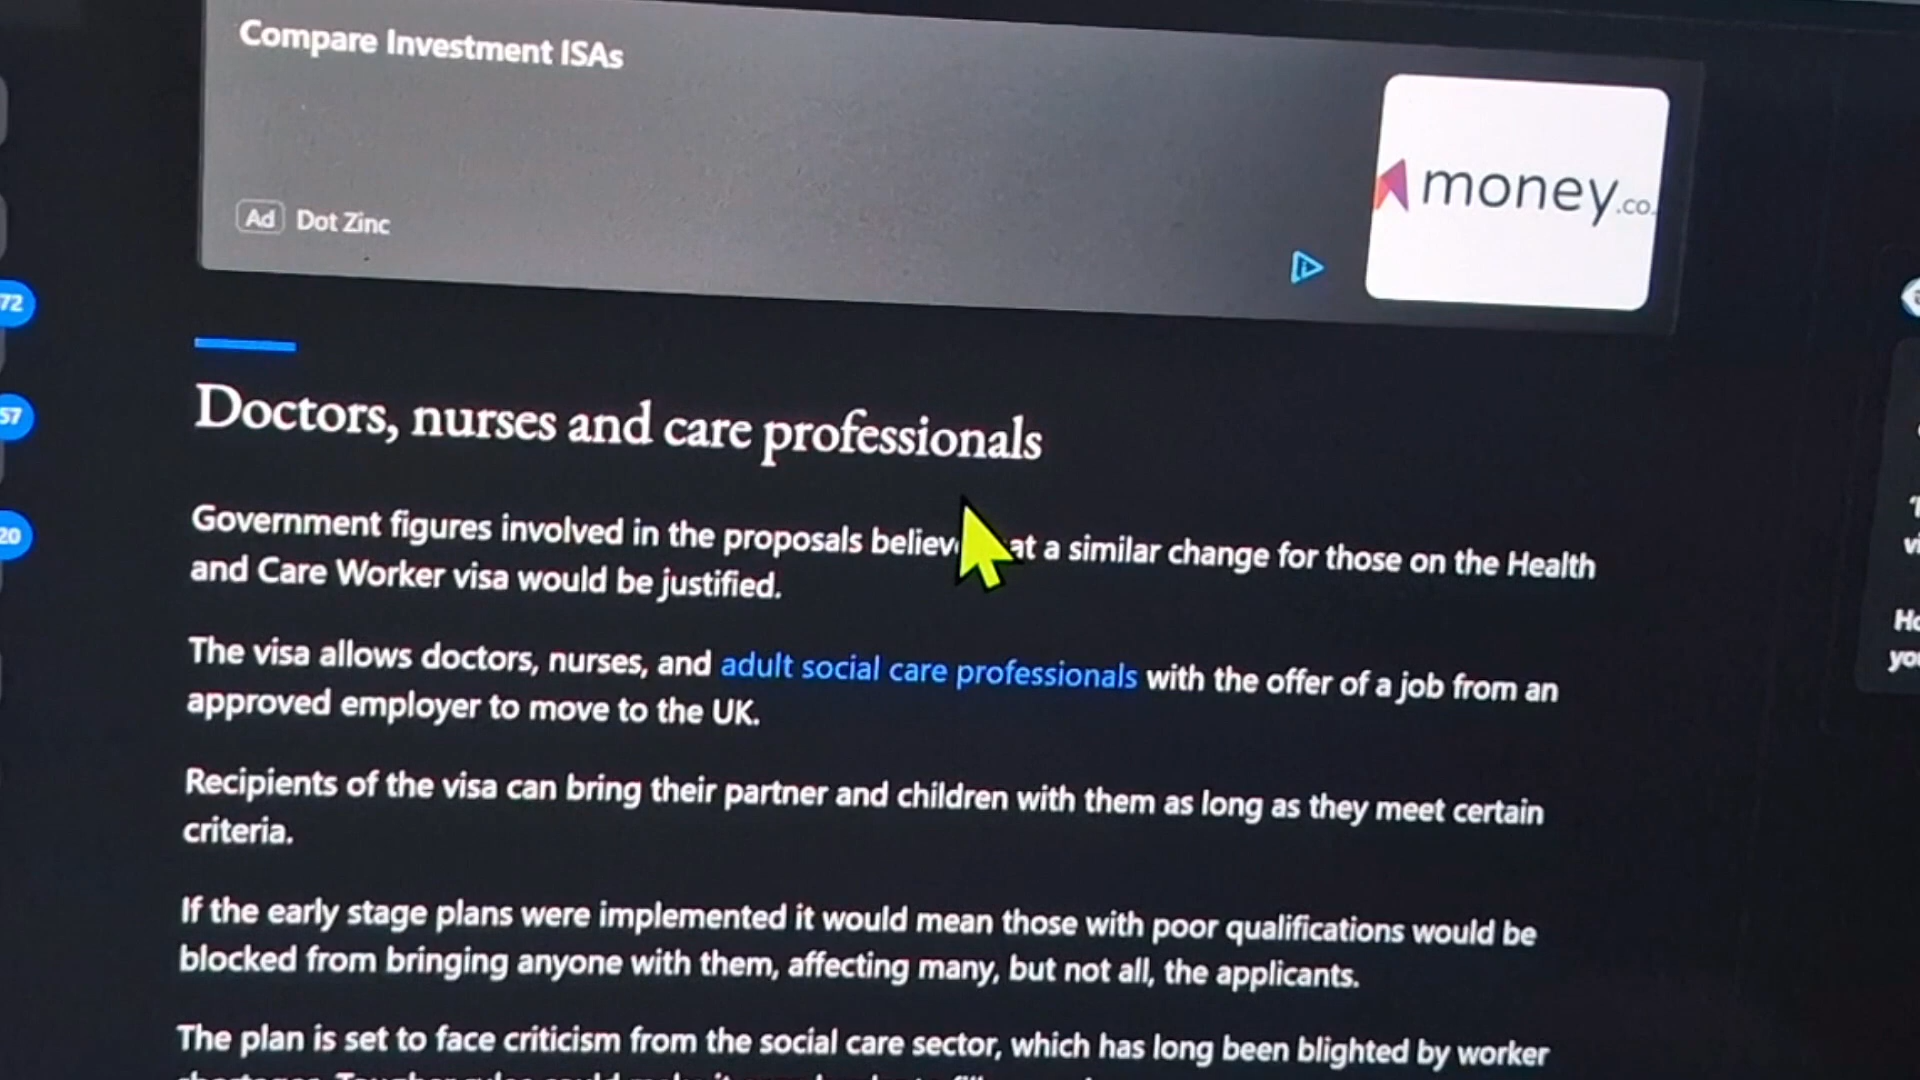 Compare Investment ISAs
money.co.
Ad Dot Zinc
72
57
20
Doctors, nurses and care professionals
Government figures involved in the proposals believ at a similar change for those on the Health
and Care Worker visa would be justified.
The visa allows doctors, nurses, and adult social care professionals with the offer of a job from an
approved employer to move to the UK.
Recipients of the visa can bring their partner and children with them as long as they meet certain
criteria.
If the early stage plans were implemented it would mean those with poor qualifications would be
blocked from bringing anyone with them, affecting many, but not all, the applicants.
The plan is set to face criticism from the social care sector, which has long been blighted by worker